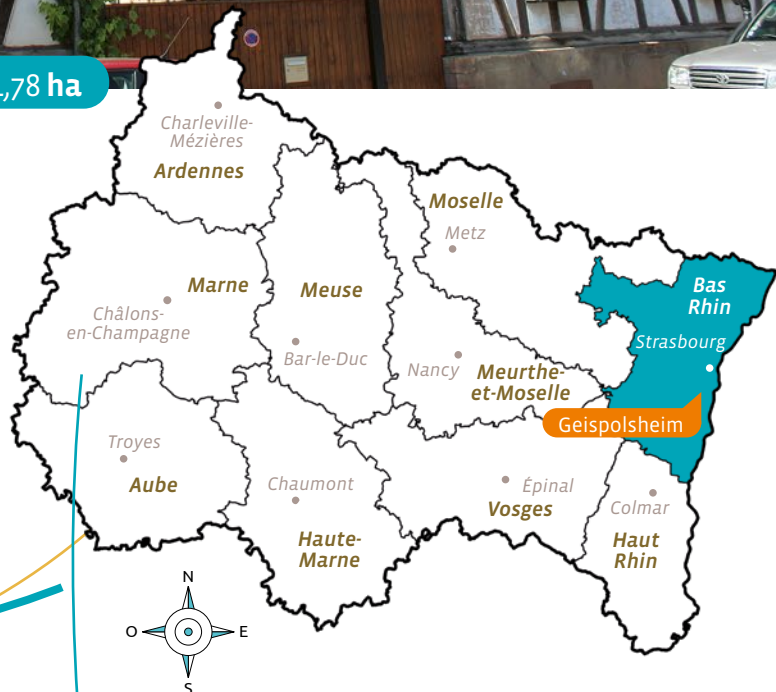 ,78 ha
Charleville-
Mézières
Ardennes
Moselle
Metz
Marne
Meuse
Bas
Rhin
Châlons-
en-Champagne
Strasbourg
Bar-le-Duc
Nancy
Meurthe-
et-Moselle
Geispolsheim
Troyes
Aube
Chaumont
Épinal
Vosges
Colmar
Haute-
Marne
Haut
Rhin
N
O
E
S